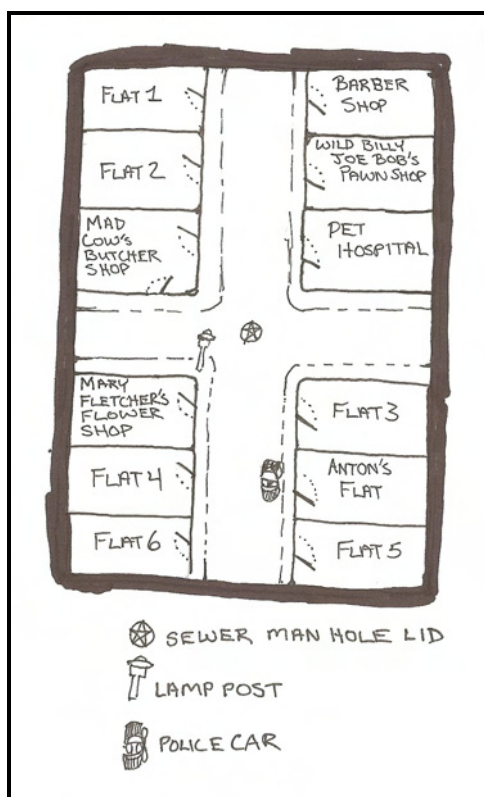 FLAT 1
FLAT 2
MAD
COW'S
BUTCHER
SHOP
BARBER
SHOP
WILD BILLY
JOE BOB'S
PAWN SHOP
PET
HOSPITAL
MARY
FLETCHER'S
FLOWER
SHOP
FLAT 4
FLAT 6
FLAT 3
ANTON'S
FLAT
FLAT 5
SEWER MAN HOLE LID
LAMP POST
POLICE CAR